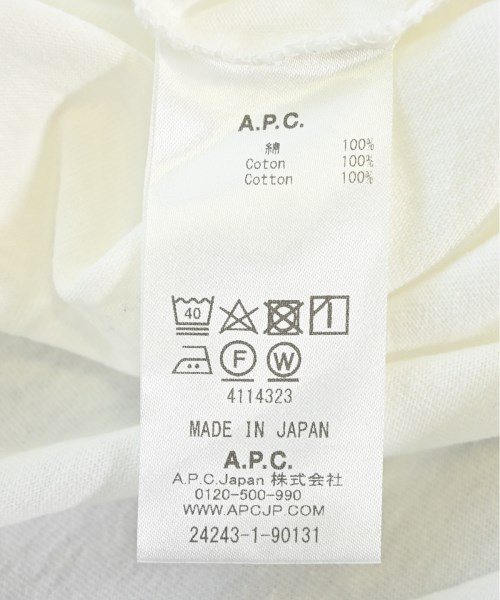 A.P.C.
綿 100%
Coton 100%
Cotton 100%
40
F W
4114323
MADE IN JAPAN
A.P.C.
A.P.C.Japan 株式会社
0120-500-990
WWW.APCJP.COM
24243-1-90131